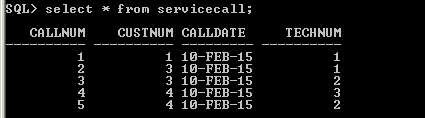 SQL> select * from servicecall;
CALLNUM CUSTNUM CALLDATE TECHNUM
---------- ---------- --------- ----------
1 1 10-FEB-15 1
2 3 10-FEB-15 1
3 3 10-FEB-15 2
4 4 10-FEB-15 3
5 4 10-FEB-15 2